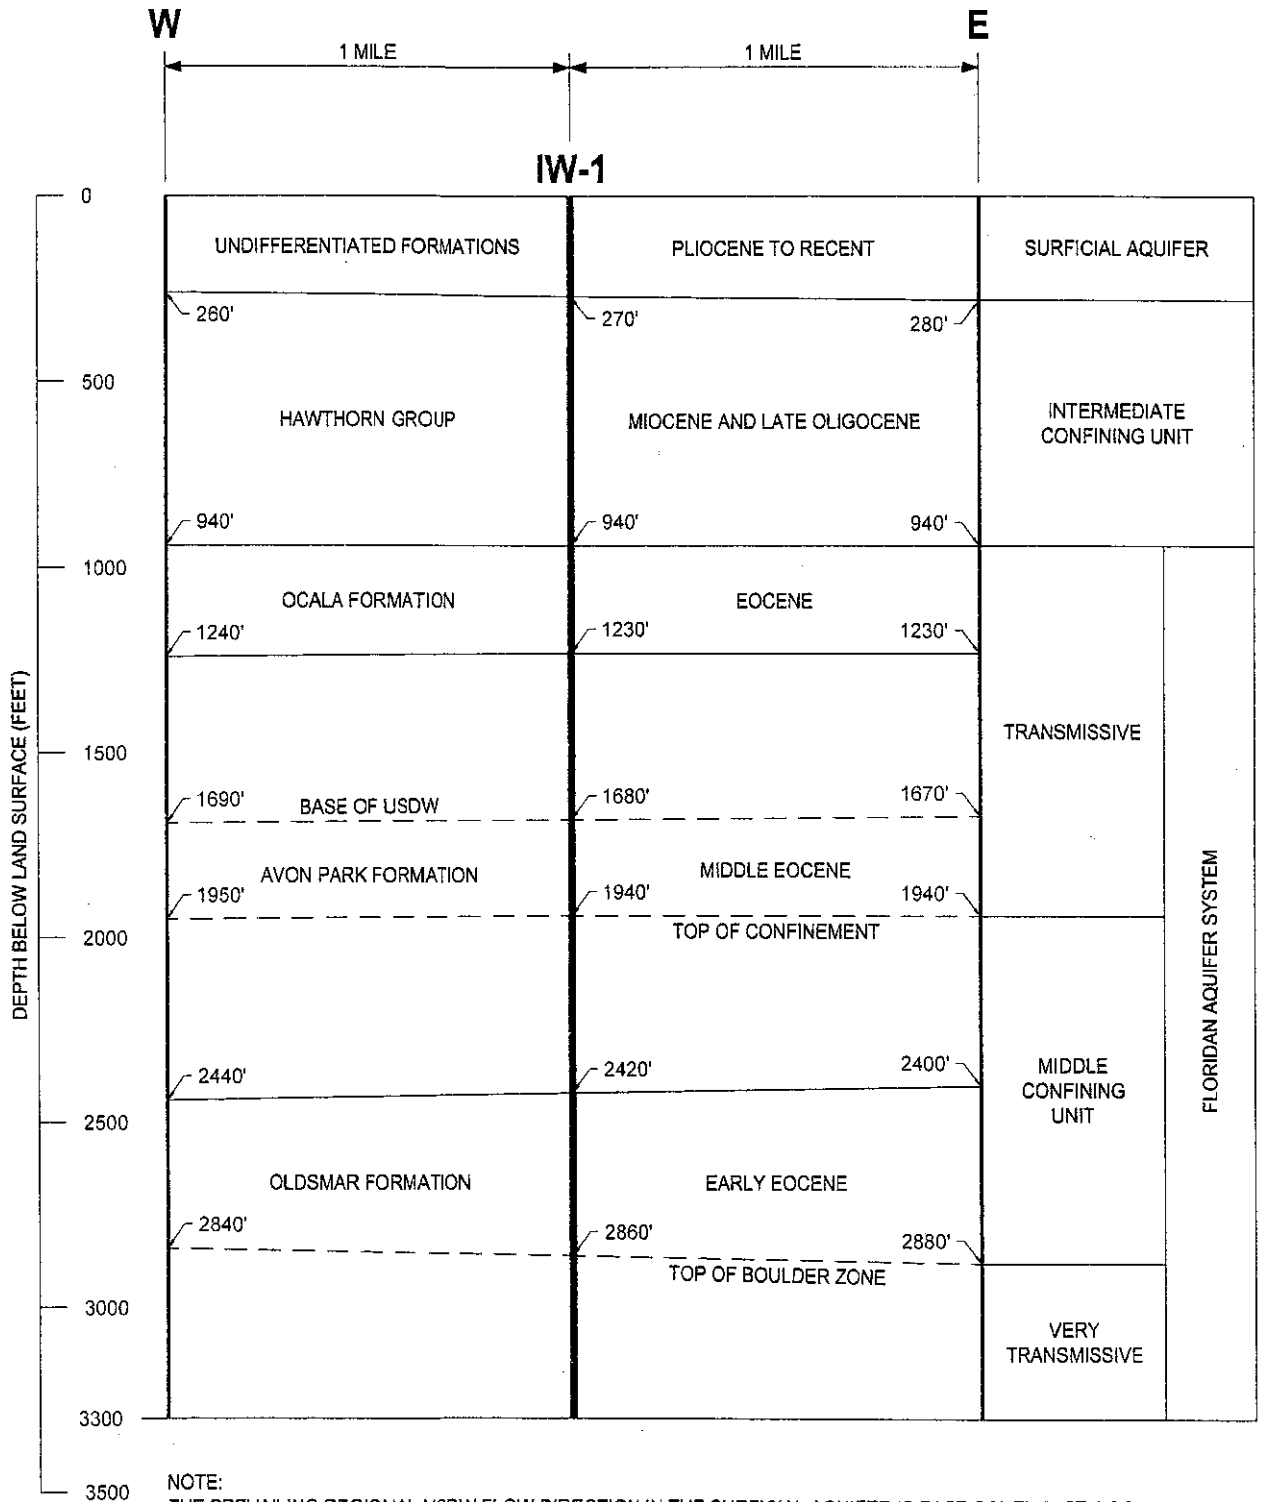 W
E
1 MILE
1 MILE
IW-1
0
UNDIFFERENTIATED FORMATIONS
PLIOCENE TO RECENT
SURFICIAL AQUIFER
260'
270'
280'
500
HAWTHORN GROUP
MIOCENE AND LATE OLIGOCENE
INTERMEDIATE
CONFINING UNIT
940'
940'
940'
1000
OCALA FORMATION
EOCENE
1240'
1230'
1230'
DEPTH BELOW LAND SURFACE (FEET)
TRANSMISSIVE
1500
1690'
BASE OF USDW
1680'
1670'
AVON PARK FORMATION
MIDDLE EOCENE
1950'
1940'
1940'
2000
TOP OF CONFINEMENT
FLORIDAN AQUIFER SYSTEM
2440'
2420'
2400'
MIDDLE
CONFINING
UNIT
2500
OLDSMAR FORMATION
EARLY EOCENE
2840'
2860'
2880'
TOP OF BOULDER ZONE
3000
VERY
TRANSMISSIVE
3300
3500
NOTE: